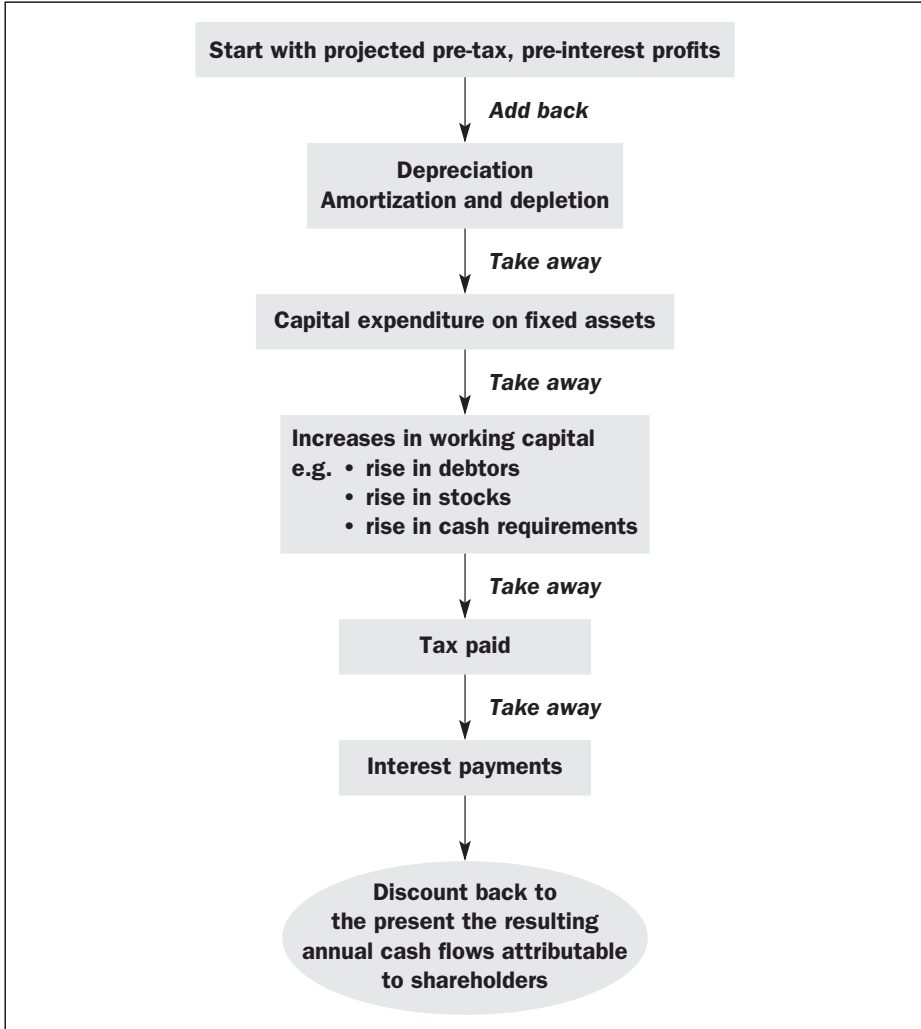 Start with projected pre-tax, pre-interest profits
Add back
Depreciation
Amortization and depletion
Take away
Capital expenditure on fixed assets
Take away
Increases in working capital
e.g. • rise in debtors
• rise in stocks
• rise in cash requirements
Take away
Tax paid
Take away
Interest payments
Discount back to
the present the resulting
annual cash flows attributable
to shareholders